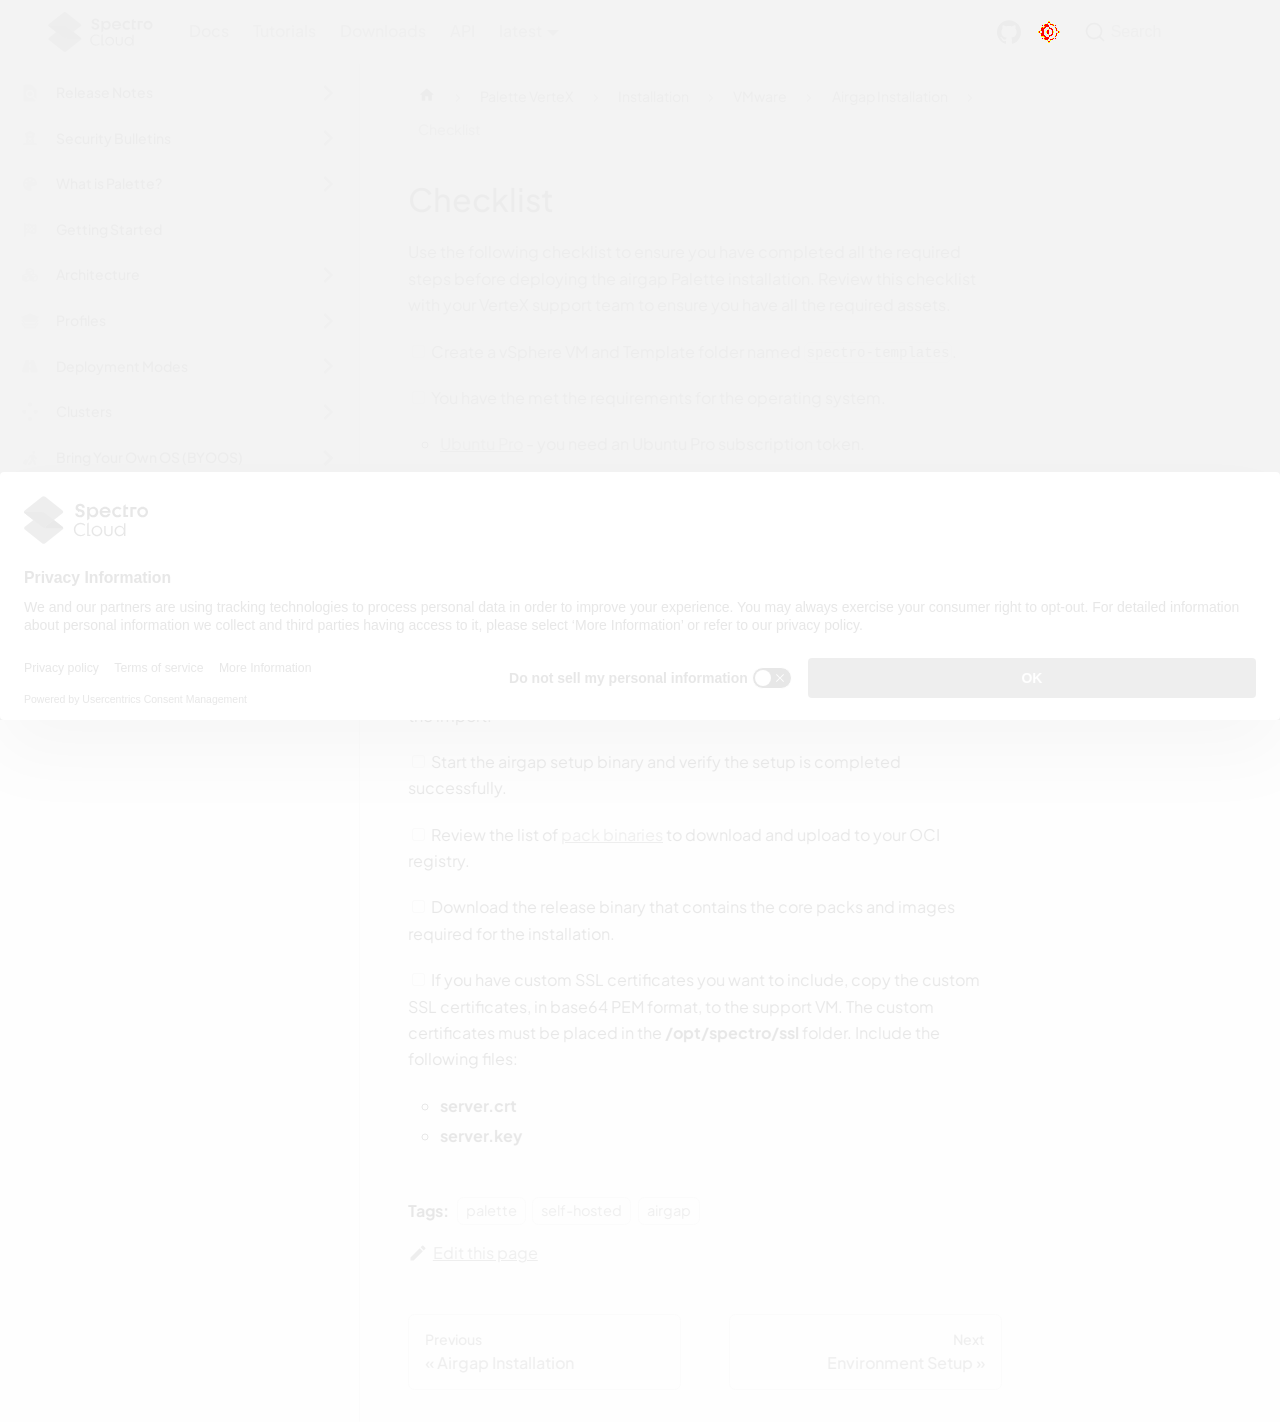 Spectro Cloud
Docs Tutorials Downloads API latest
Search
Release Notes
Security Bulletins
What is Palette?
Getting Started
Architecture
Profiles
Deployment Modes
Clusters
Bring Your Own OS (BYOOS)
Palette VerteX Installation VMware Airgap Installation
Checklist
Checklist
Use the following checklist to ensure you have completed all the required
steps before deploying the airgap Palette installation. Review this checklist
with your VerteX support team to ensure you have all the required assets.
Create a vSphere VM and Template folder named spectro-templates
You have the met the requirements for the operating system
Ubuntu Pro - you need an Ubuntu Pro subscription token.
Spectro
Cloud
Privacy Information
We and our partners are using tracking technologies to process personal data in order to improve your experience. You may always exercise your consumer right to opt-out. For detailed information
about personal information we collect and third parties having access to it, please select ‘More Information’ or refer to our privacy policy.
Privacy policy Terms of service More Information
Do not sell my personal information
OK
Powered by Usercentrics Consent Management
the import.
Start the airgap setup binary and verify the setup is completed
successfully.
Review the list of pack binaries to download and upload to your OCI
registry.
Download the release binary that contains the core packs and images
required for the installation.
If you have custom SSL certificates you want to include, copy the custom
SSL certificates, in base64 PEM format, to the support VM. The custom
certificates must be placed in the /opt/spectro/ssl folder. Include the
following files:
server.crt
server.key
Tags: palette self-hosted airgap
Edit this page
Previous
« Airgap Installation
Next
Environment Setup »